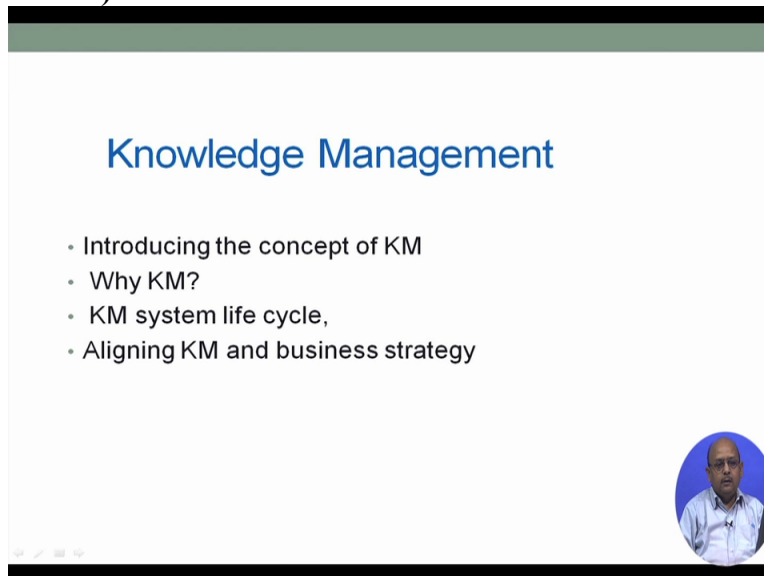 Knowledge Management
• Introducing the concept of KM
• Why KM?
• KM system life cycle,
• Aligning KM and business strategy